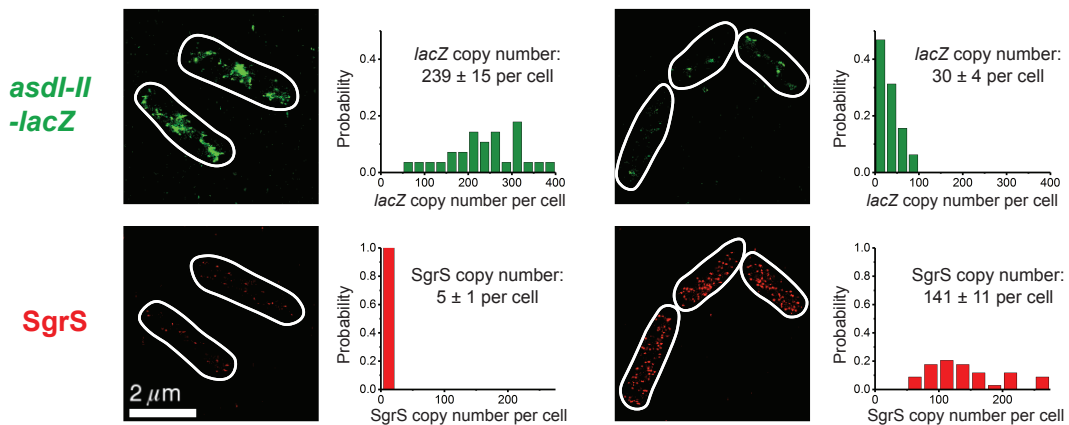 asdI-II
-lacZ
0.4
0.2
0.0
Probability
lacZ copy number:
239 ± 15 per cell
0 100 200 300 400
lacZ copy number per cell
0.4
0.2
0.0
Probability
lacZ copy number:
30 ± 4 per cell
0 100 200 300 400
lacZ copy number per cell
SgrS
2 µm
1.0
0.8
0.6
0.4
0.2
0.0
Probability
SgrS copy number:
5 ± 1 per cell
0 100 200
SgrS copy number per cell
1.0
0.8
0.6
0.4
0.2
0.0
Probability
SgrS copy number:
141 ± 11 per cell
0 100 200
SgrS copy number per cell